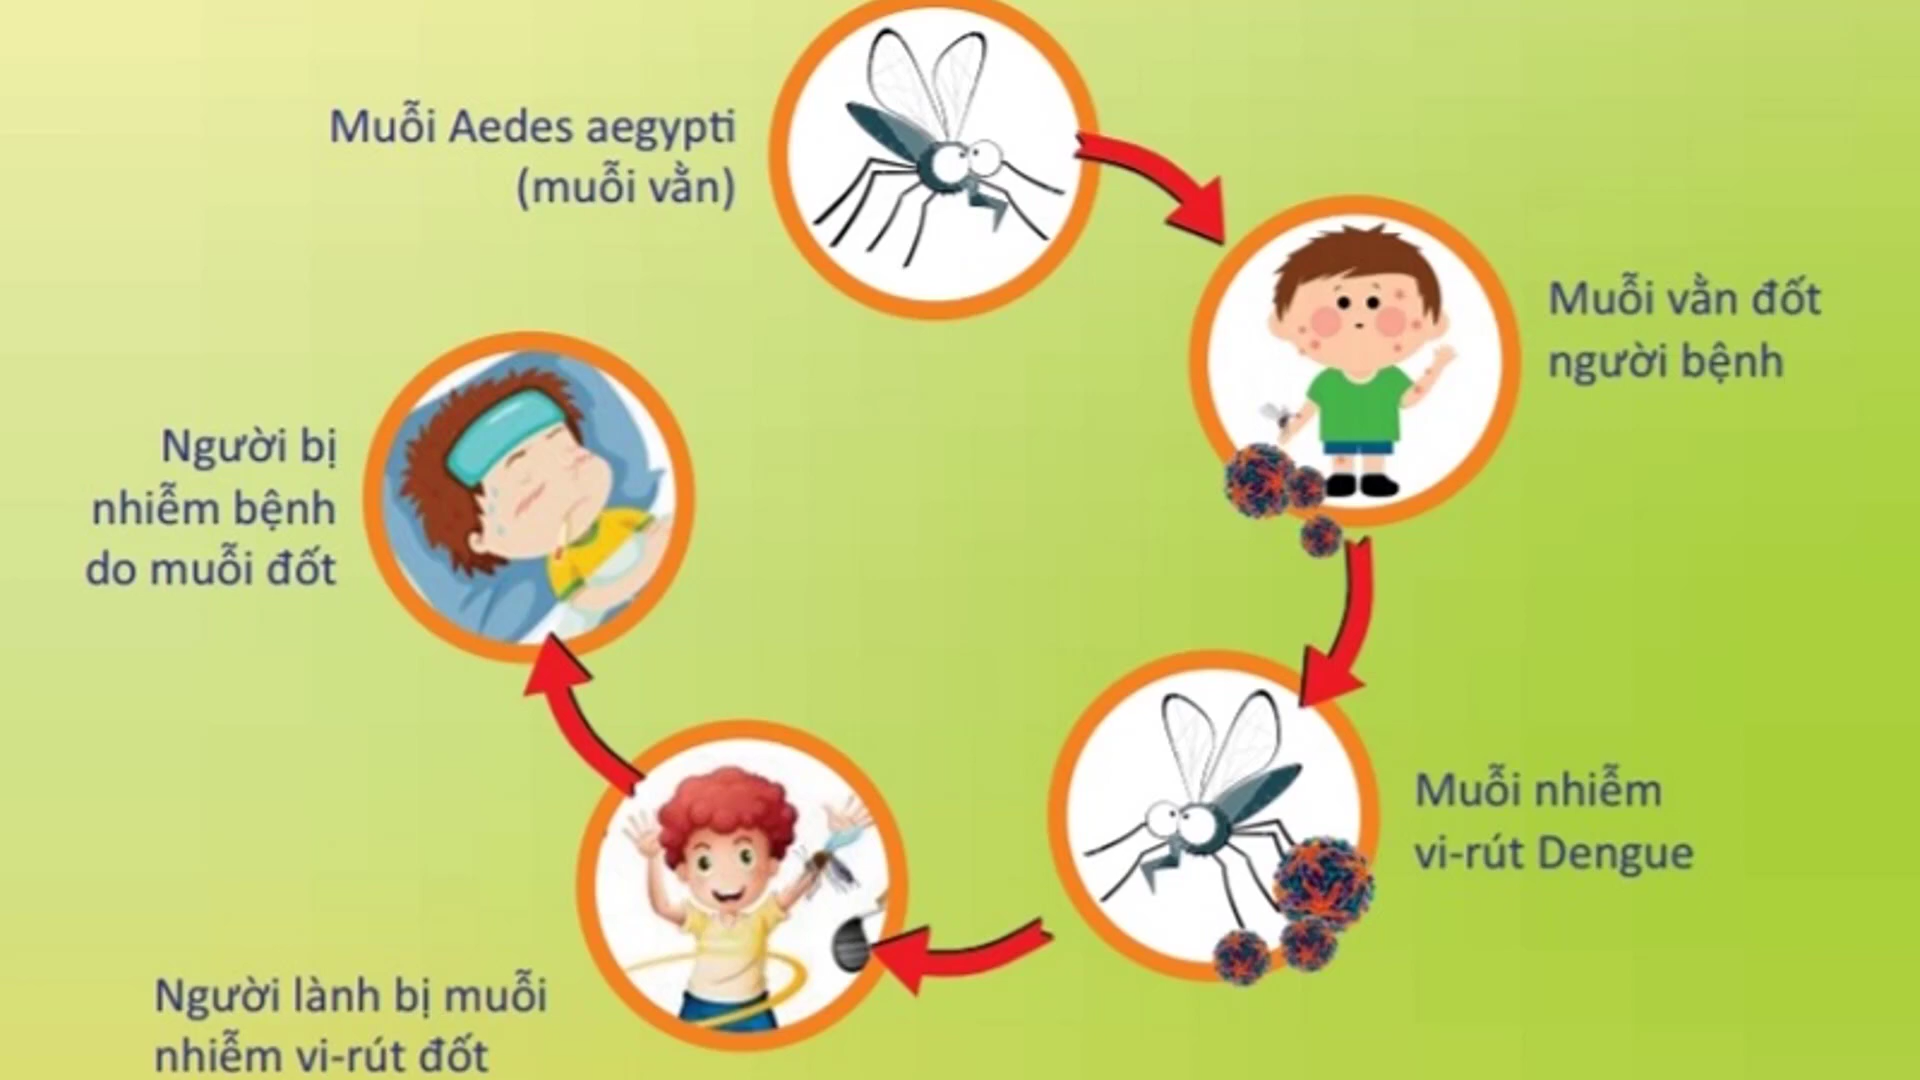 Muỗi Aedes aegypti
(muỗi vằn)
Muỗi vằn đốt
người bệnh
Muỗi nhiễm
vi-rút Dengue
Người lành bị muỗi
nhiễm vi-rút đốt
Người bị
nhiễm bệnh
do muỗi đốt